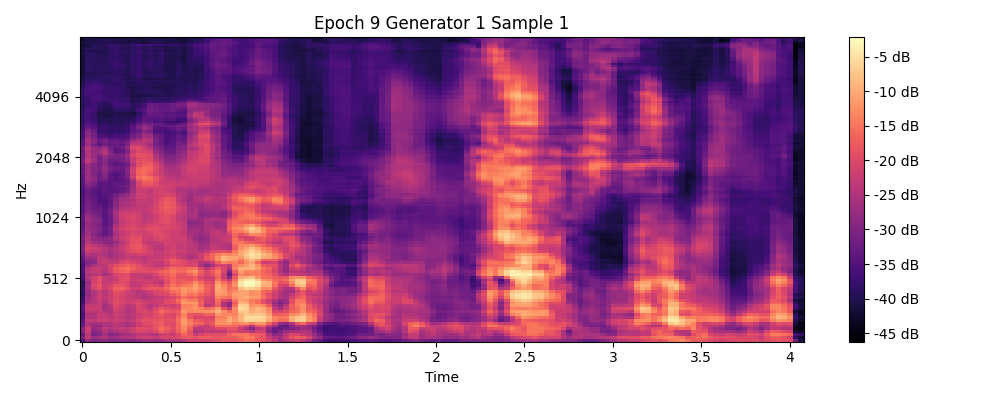 Epoch 9 Generator 1 Sample 1
Hz
4096
2048
1024
512
0
0 0.5 1 1.5 2 2.5 3 3.5 4
Time
-5 dB
-10 dB
-15 dB
-20 dB
-25 dB
-30 dB
-35 dB
-40 dB
-45 dB